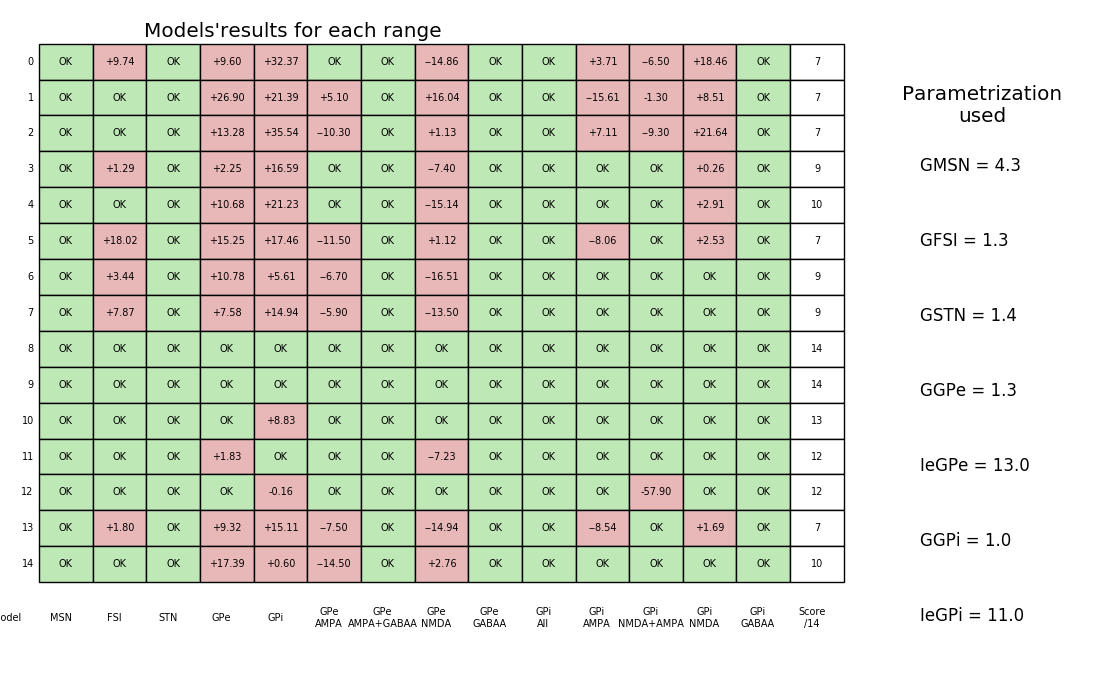 Models'results for each range
0 OK +9.74 OK +9.60 +32.37 OK OK −14.86 OK OK +3.71 −6.50 +18.46 OK 7
1 OK OK OK +26.90 +21.39 +5.10 OK +16.04 OK OK −15.61 -1.30 +8.51 OK 7
2 OK OK OK +13.28 +35.54 −10.30 OK +1.13 OK OK +7.11 −9.30 +21.64 OK 7
3 OK +1.29 OK +2.25 +16.59 OK OK −7.40 OK OK OK OK +0.26 OK 9
4 OK OK OK +10.68 +21.23 OK OK −15.14 OK OK OK OK +2.91 OK 10
5 OK +18.02 OK +15.25 +17.46 −11.50 OK +1.12 OK OK −8.06 OK +2.53 OK 7
6 OK +3.44 OK +10.78 +5.61 −6.70 OK −16.51 OK OK OK OK OK OK 9
7 OK +7.87 OK +7.58 +14.94 −5.90 OK −13.50 OK OK OK OK OK OK 9
8 OK OK OK OK OK OK OK OK OK OK OK OK OK OK 14
9 OK OK OK OK OK OK OK OK OK OK OK OK OK OK 14
10 OK OK OK OK +8.83 OK OK OK OK OK OK OK OK OK 13
11 OK OK OK +1.83 OK OK OK −7.23 OK OK OK OK OK OK 12
12 OK OK OK OK -0.16 OK OK OK OK OK OK -57.90 OK OK 12
13 OK +1.80 OK +9.32 +15.11 −7.50 OK −14.94 OK OK −8.54 OK +1.69 OK 7
14 OK OK OK +17.39 +0.60 −14.50 OK +2.76 OK OK OK OK OK OK 10
odel MSN FSI STN GPe GPi GPe GPe GPe GPe GPi GPi GPi GPi GPi Score
AMPA AMPA+GABAA NMDA GABAA All AMPA NMDA+AMPA NMDA GABAA /14
Parametrization
used
GMSN = 4.3
GFSI = 1.3
GSTN = 1.4
GGPe = 1.3
IeGPe = 13.0
GGPi = 1.0
IeGPi = 11.0